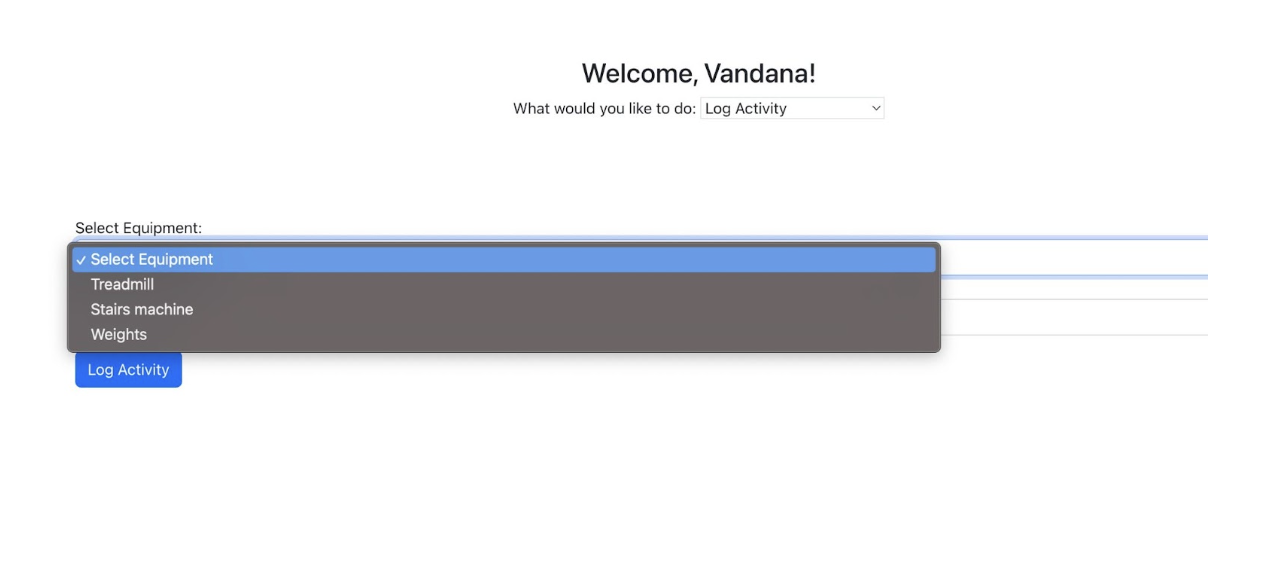 Welcome, Vandana!
What would you like to do: Log Activity
Select Equipment:
✓ Select Equipment
Treadmill
Stairs machine
Weights
Log Activity